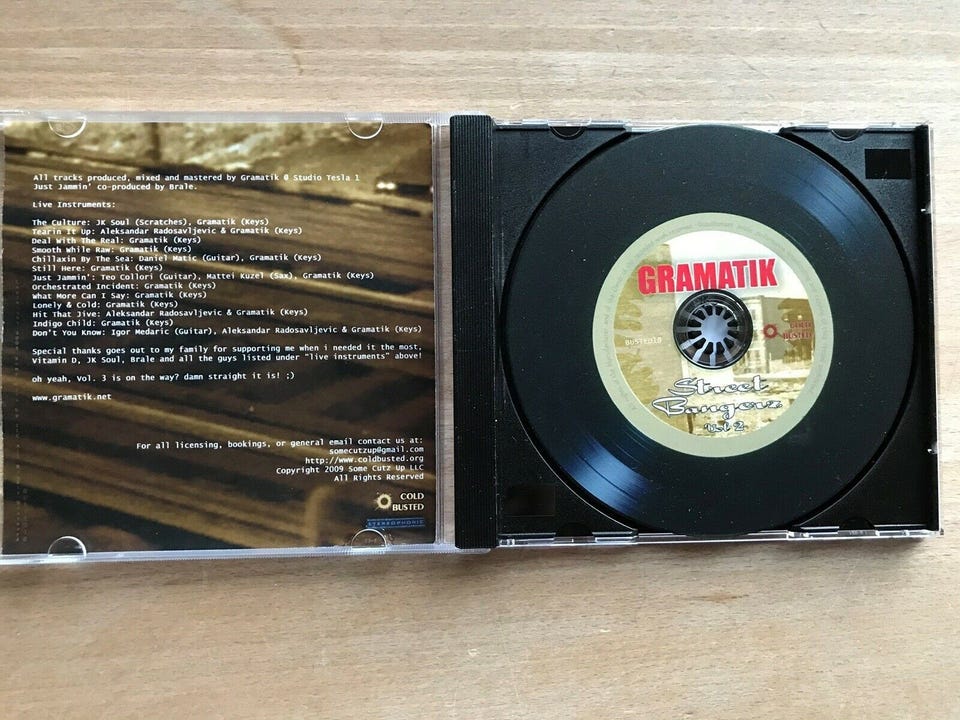 All tracks produced, mixed and mastered by Gramatik @ Studio Tesla 1
Just Jammin' co-produced by Brale.
Live Instruments:
The Culture: JK Soul (Scratches), Gramatik (Keys)
Tearin It Up: Aleksandar Radosavljevic & Gramatik (Keys)
Deal With The Real: Gramatik (Keys)
Smooth While Raw: Gramatik (Keys)
Chillaxin By The Sea: Daniel Matic (Guitar), Gramatik (Keys)
Still Here: Gramatik (Keys)
Just Jammin': Teo Collori (Guitar), Mattei Kuzel (Sax), Gramatik (Keys)
Orchestrated Incident: Gramatik (Keys)
What More Can I Say: Gramatik (Keys)
Lonely & Cold: Gramatik (Keys)
Hit That Jive: Aleksandar Radosavljevic & Gramatik (Keys)
Indigo Child: Gramatik (Keys)
Don't You Know: Igor Medaric (Guitar), Aleksandar Radosavljevic & Gramatik (Keys)
Special thanks goes out to my family for supporting me when i needed it the most,
Vitamin D, JK Soul, Brale and all the guys listed under "live instruments" above!
oh yeah, Vol. 3 is on the way? damn straight it is! ;)
www.gramatik.net
For all licensing, bookings, or general email contact us at:
somecutzup@gmail.com
http://www.coldbusted.org
Copyright 2009 Some Cutz Up LLC
All Rights Reserved
COLD
BUSTED
STEREOPHONIC
GRAMATIK
BUSTED10
COLD
BUSTED
Street
Bangerz
Vol 2